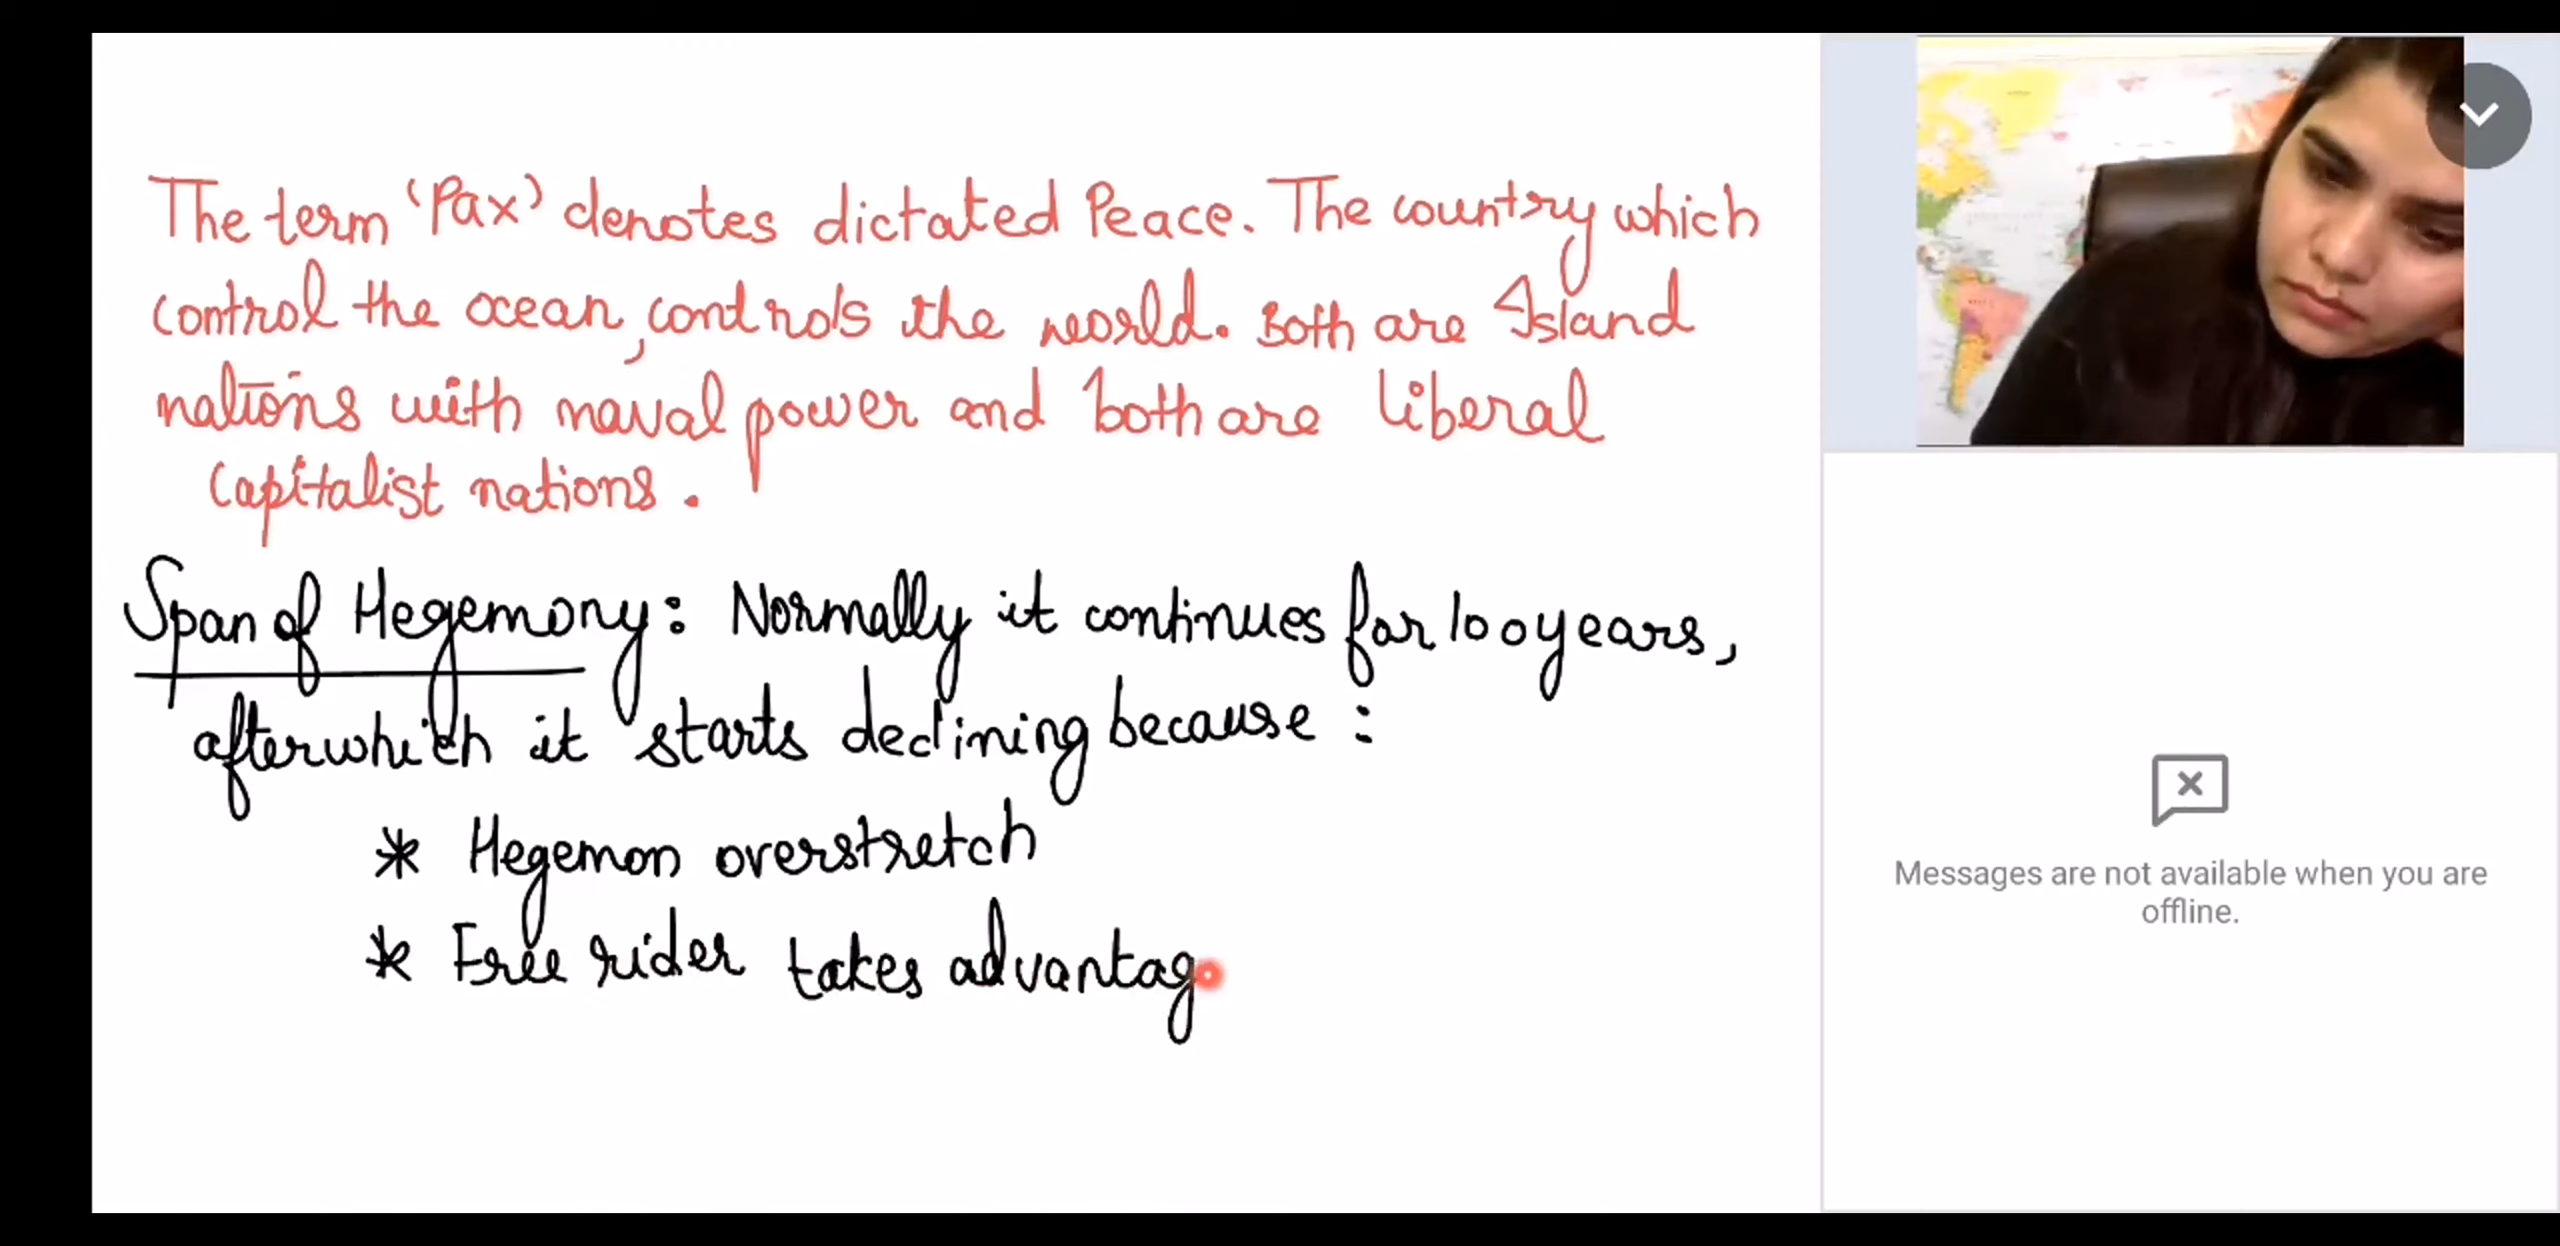 The term 'Pax' denotes dictated Peace. The country which
control the ocean, controls the world. Both are Island
nations with naval power and both are liberal
capitalist nations.
Span of Hegemony: Normally it continues for 100 years,
afterwhich it starts declining because :
* Hegemon overstretch
* Free rider takes advantag
Messages are not available when you are
offline.